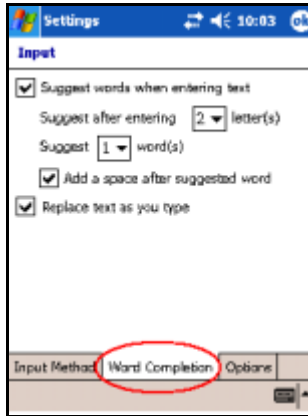 Settings 10:03 ok
Input
Suggest words when entering text
Suggest after entering 2 letter(s)
Suggest 1 word(s)
Add a space after suggested word
Replace text as you type
Input Method Word Completion Options